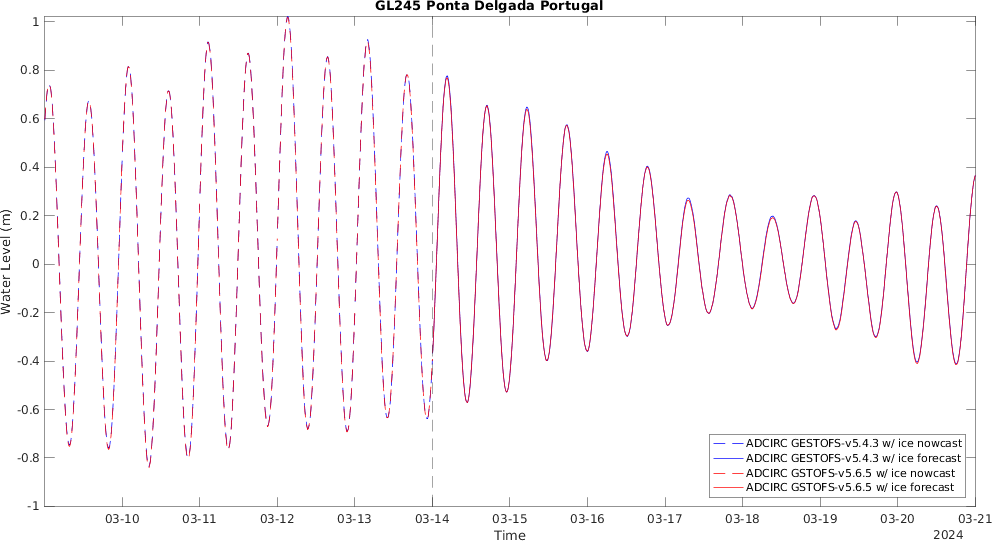 GL245 Ponta Delgada Portugal
1
0.8
0.6
0.4
0.2
0
-0.2
-0.4
-0.6
-0.8
-1
Water Level (m)
ADCIRC GESTOFS-v5.4.3 w/ ice nowcast
ADCIRC GESTOFS-v5.4.3 w/ ice forecast
ADCIRC GSTOFS-v5.6.5 w/ ice nowcast
ADCIRC GSTOFS-v5.6.5 w/ ice forecast
03-10 03-11 03-12 03-13 03-14 03-15 03-16 03-17 03-18 03-19 03-20 03-21
Time
2024